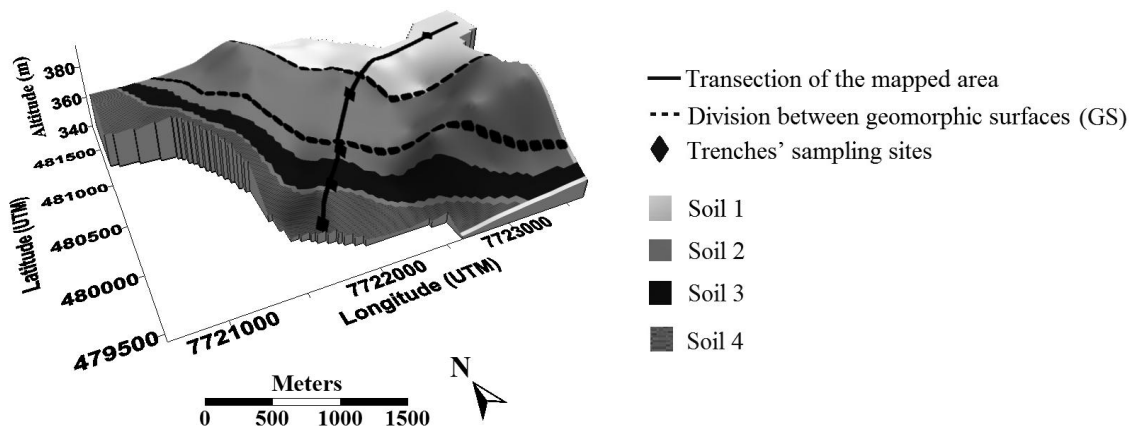 Altitude (m)
380
360
340
481500
481000
480500
480000
479500
Latitude (UTM)
7721000
7722000
7723000
Longitude (UTM)
Meters
0 500 1000 1500
N
Transection of the mapped area
Division between geomorphic surfaces (GS)
Trenches' sampling sites
Soil 1
Soil 2
Soil 3
Soil 4